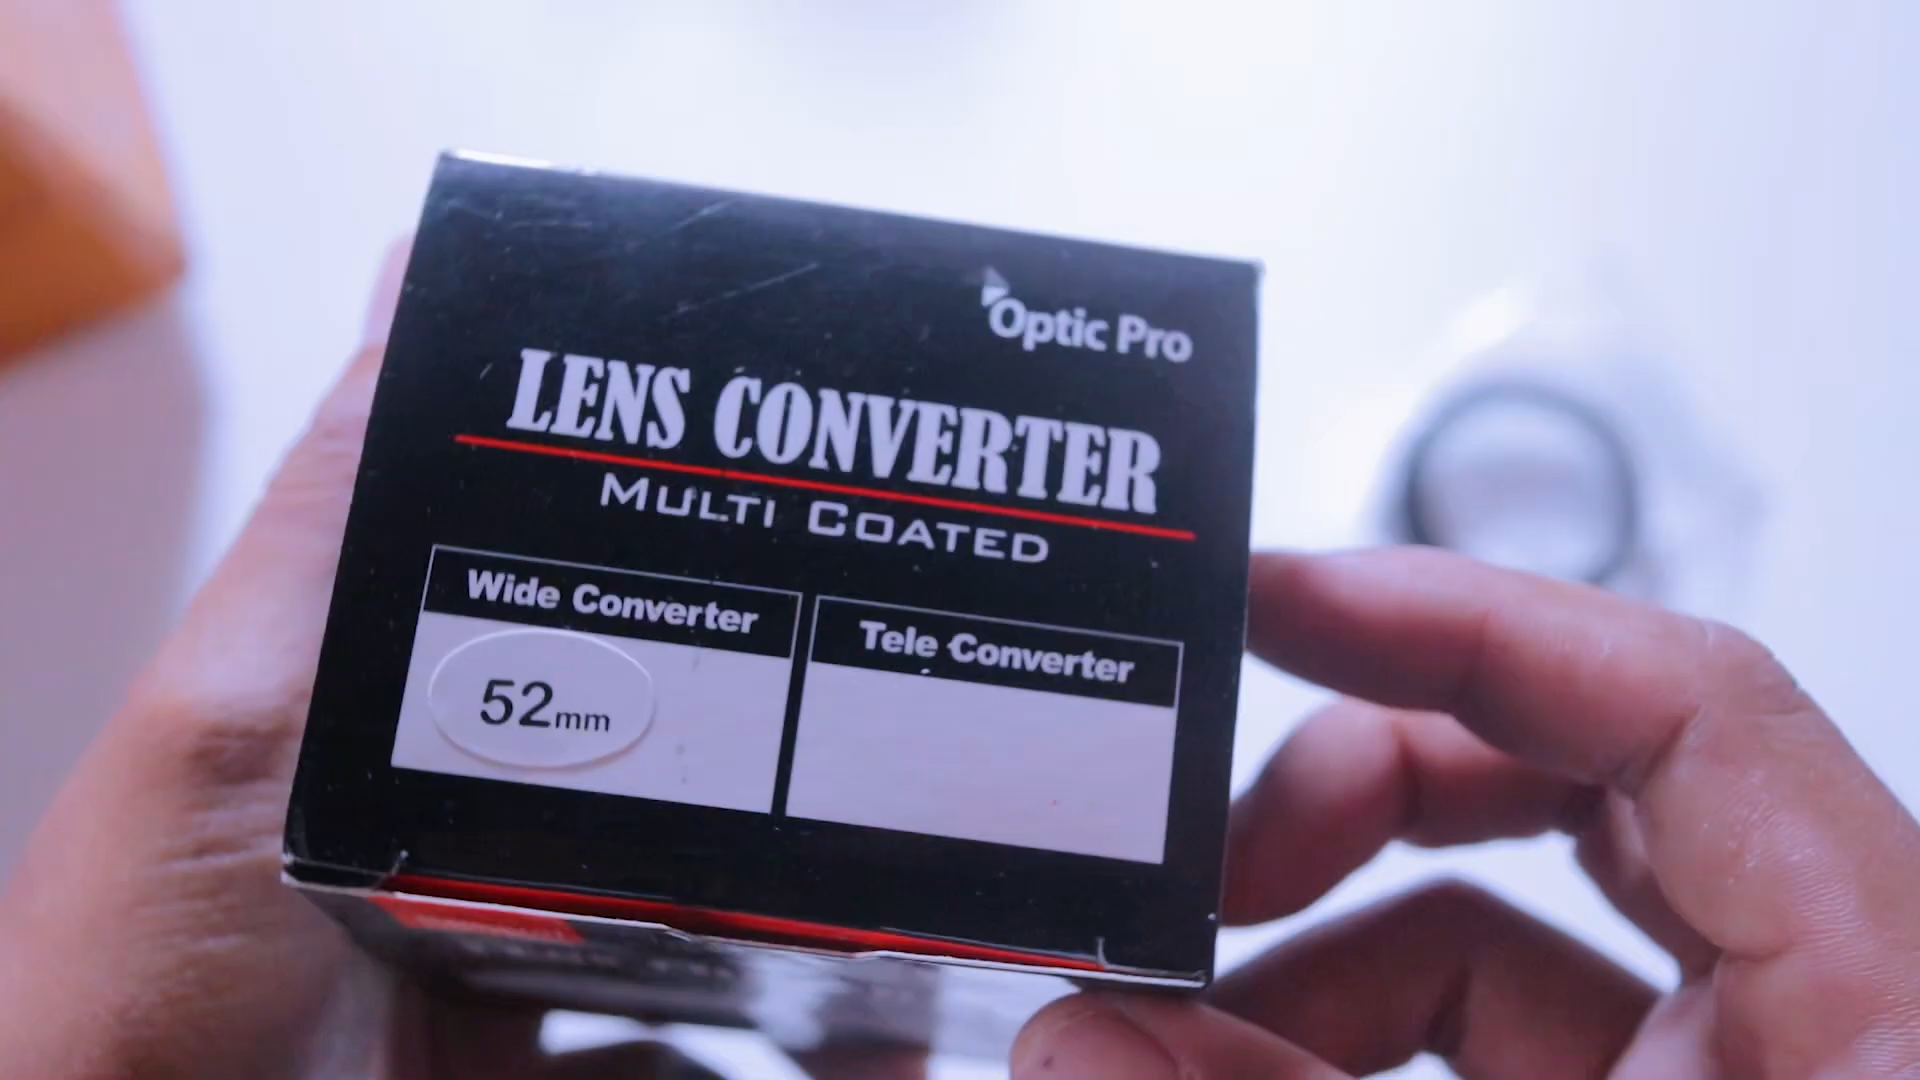 Optic Pro
LENS CONVERTER
MULTI COATED
Wide Converter
Tele Converter
52mm